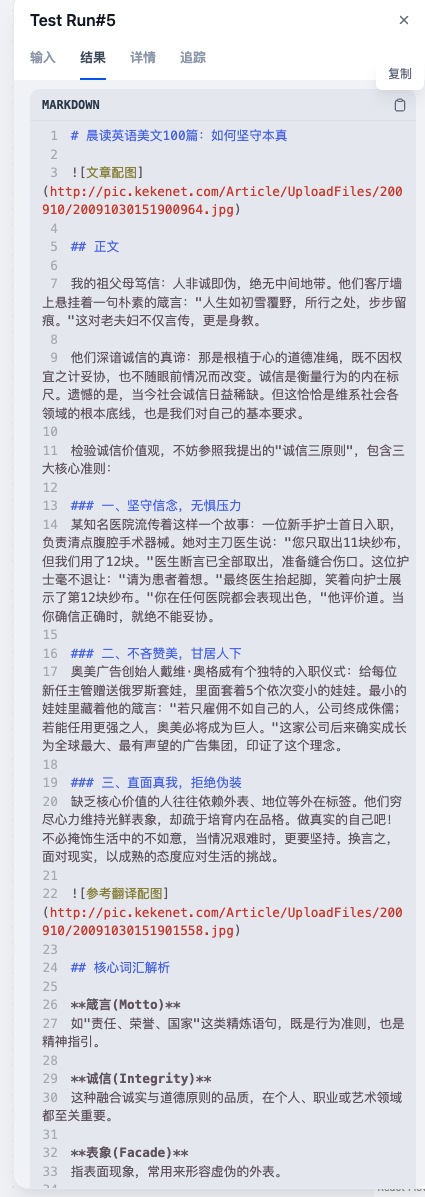 Test Run#5
输入 结果 详情 追踪
复制
MARKDOWN
1 # 晨读英语美文100篇：如何坚守本真
2
3 ![文章配图]
(http://pic.kekenet.com/Article/UploadFiles/200
910/20091030151900964.jpg)
4
5 ## 正文
6
7 我的祖父母笃信：人非诚即伪，绝无中间地带。他们客厅墙
上悬挂着一句朴素的箴言："人生如初雪覆野，所行之处，步步留
痕。"这对老夫妇不仅言传，更是身教。
8
9 他们深谙诚信的真谛：那是根植于心的道德准绳，既不因权
宜之计妥协，也不随眼前情况而改变。诚信是衡量行为的内在标
尺。遗憾的是，当今社会诚信日益稀缺。但这恰恰是维系社会各
领域的根本底线，也是我们对自己的基本要求。
10
11 检验诚信价值观，不妨参照我提出的"诚信三原则"，包含三
大核心准则：
12
13 ### 一、坚守信念，无惧压力
14 某知名医院流传着这样一个故事：一位新手护士首日入职，
负责清点腹腔手术器械。她对主刀医生说："您只取出11块纱布，
但我们用了12块。"医生断言已全部取出，准备缝合伤口。这位护
士毫不退让："请为患者着想。"最终医生抬起脚，笑着向护士展
示了第12块纱布。"你在任何医院都会表现出色，"他评价道。当
你确信正确时，就绝不能妥协。
15
16 ### 二、不吝赞美，甘居人下
17 奥美广告创始人戴维·奥格威有个独特的入职仪式：给每位
新任主管赠送俄罗斯套娃，里面套着5个依次变小的娃娃。最小的
娃娃里藏着他的箴言："若只雇佣不如自己的人，公司终成侏儒；
若能任用更强之人，奥美必将成为巨人。"这家公司后来确实成长
为全球最大、最有声望的广告集团，印证了这个理念。
18
19 ### 三、直面真我，拒绝伪装
20 缺乏核心价值的人往往依赖外表、地位等外在标签。他们穷
尽心力维持光鲜表象，却疏于培育内在品格。做真实的自己吧！
不必掩饰生活中的不如意，当情况艰难时，更要坚持。换言之，
面对现实，以成熟的态度应对生活的挑战。
21
22 ![参考翻译配图]
(http://pic.kekenet.com/Article/UploadFiles/200
910/20091030151901558.jpg)
23
24 ## 核心词汇解析
25
26 **箴言(Motto)**
27 如"责任、荣誉、国家"这类精炼语句，既是行为准则，也是
精神指引。
28
29 **诚信(Integrity)**
30 这种融合诚实与道德原则的品质，在个人、职业或艺术领域
都至关重要。
31
32 **表象(Facade)**
33 指表面现象，常用来形容虚伪的外表。